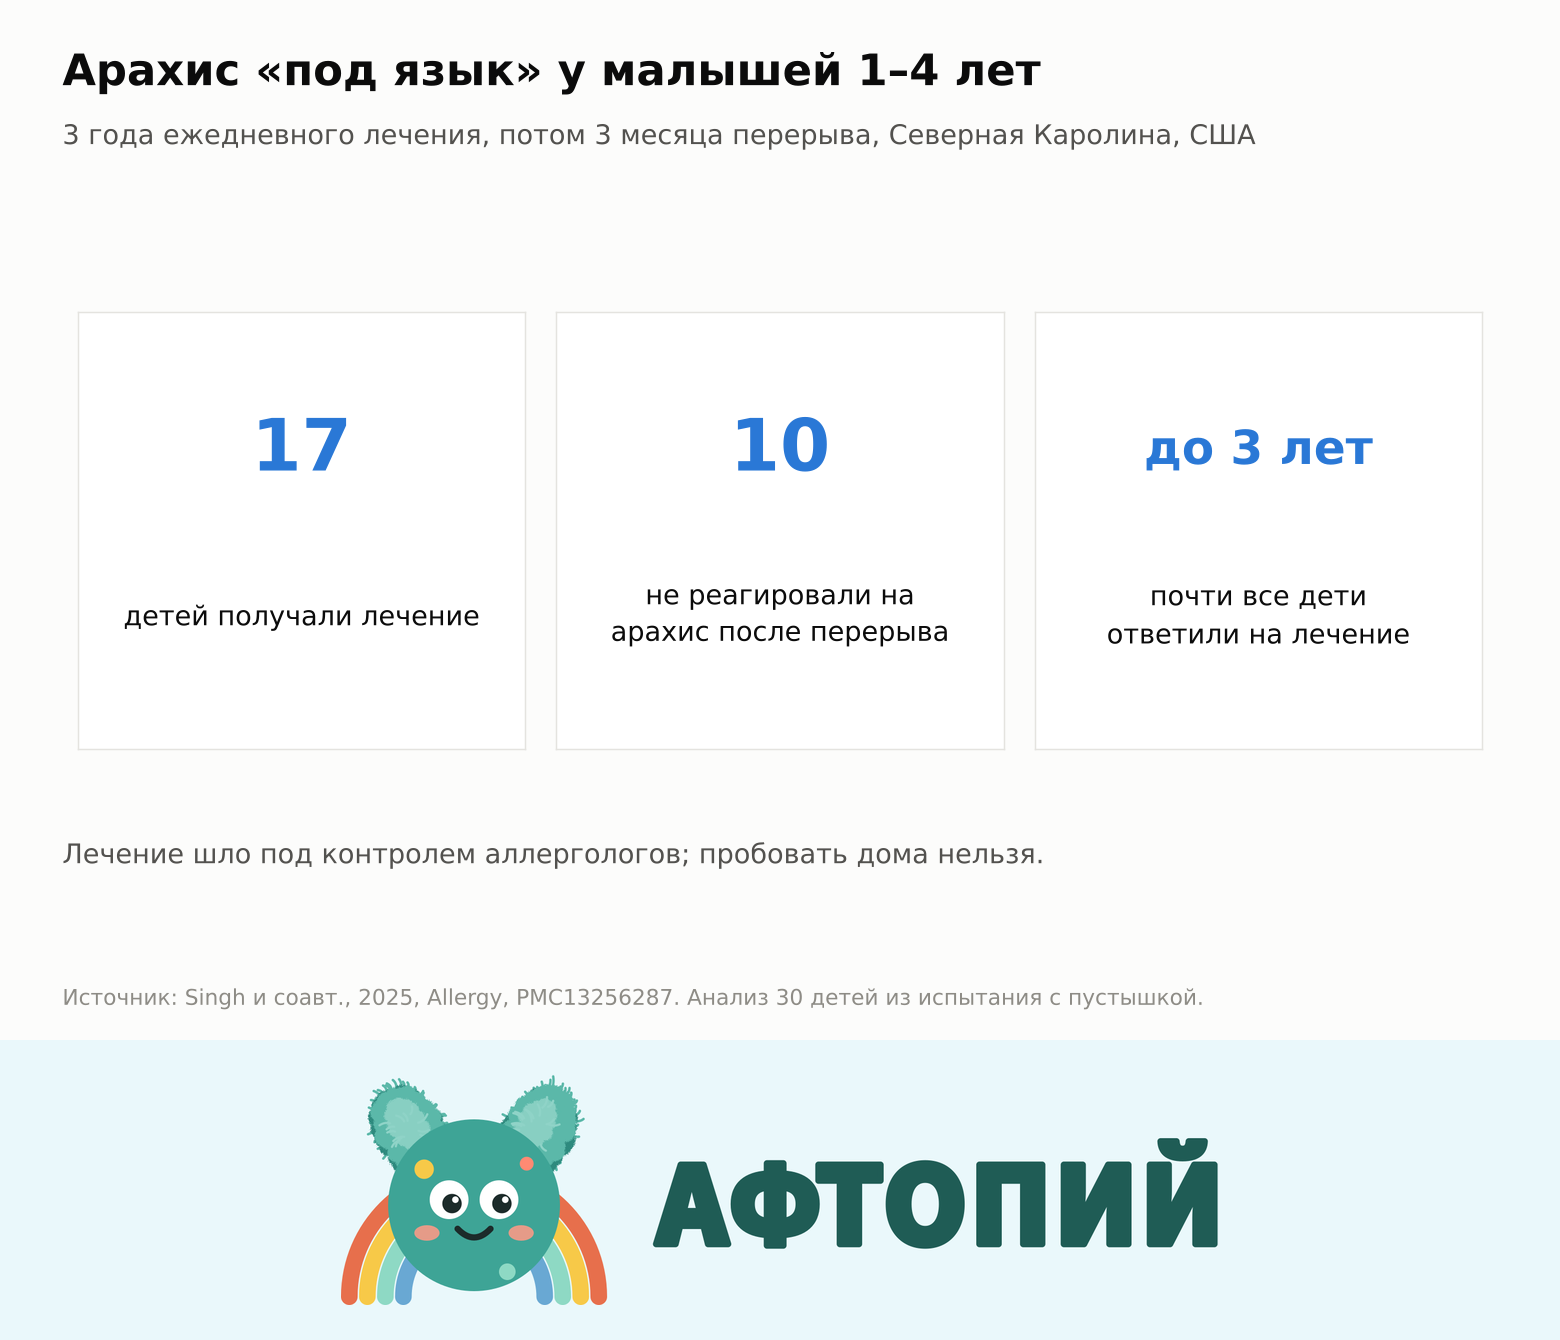 Арахис «под язык» у малышей 1–4 лет
3 года ежедневного лечения, потом 3 месяца перерыва, Северная Каролина, США
17
детей получали лечение
10
не реагировали на
арахис после перерыва
до 3 лет
почти все дети
ответили на лечение
Лечение шло под контролем аллергологов; пробовать дома нельзя.
Источник: Singh и соавт., 2025, Allergy, PMC13256287. Анализ 30 детей из испытания с пустышкой.
АФТОПИЙ